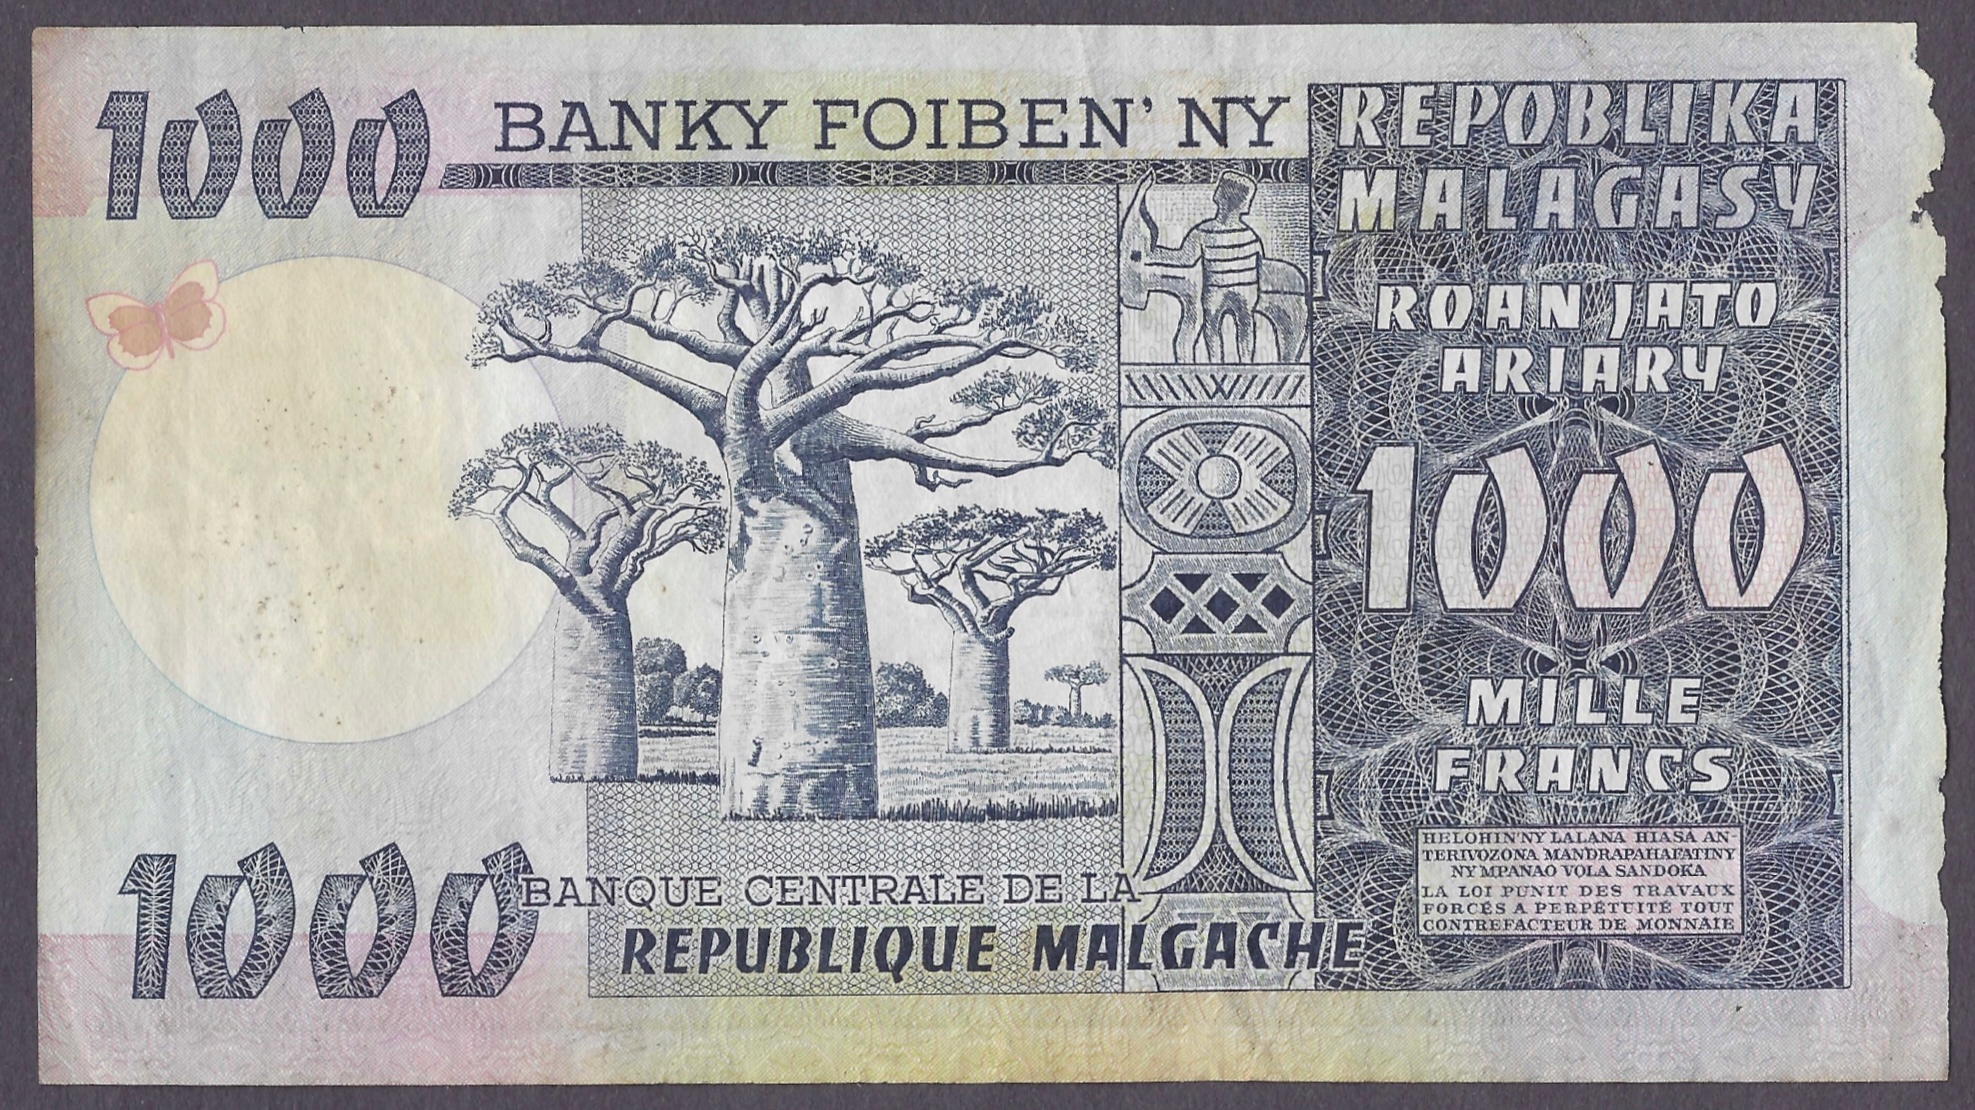 1000
BANKY FOIBEN' NY
REPOBLIKA
MALAGASY
ROAN JATO
ARIARY
1000
MILLE
FRANCS
HELOHIN'NY LALANA HIASA AN-
TERIVOZONA MANDRAPAHAFATINY
NY MPANAO VOLA SANDOKA
LA LOI PUNIT DES TRAVAUX
FORCÉS A PERPÉTUITÉ TOUT
CONTREFACTEUR DE MONNAIE
1000
BANQUE CENTRALE DE LA
REPUBLIQUE MALGACHE